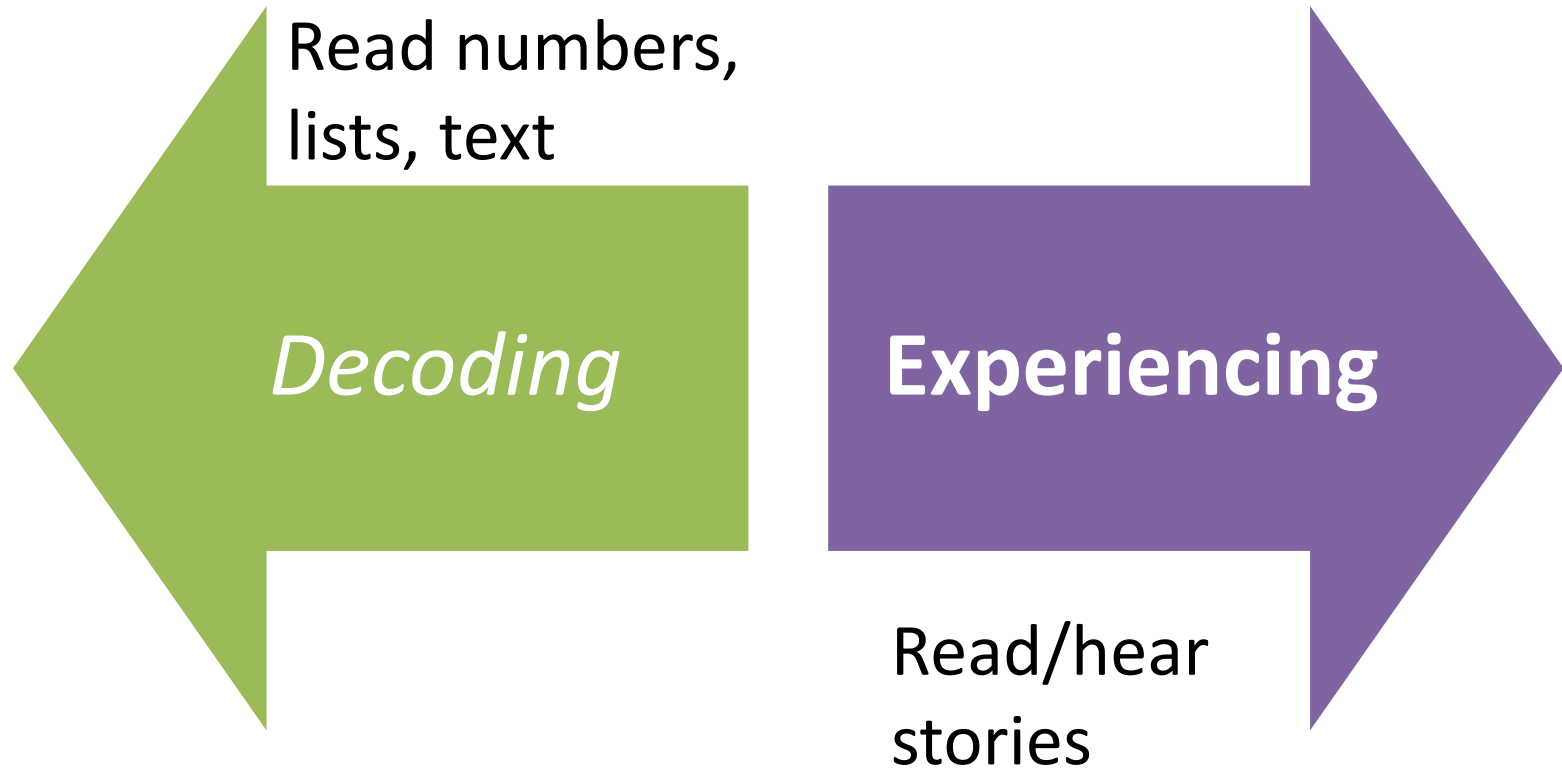 Read numbers,
lists, text
Decoding
Experiencing
Read/hear
stories